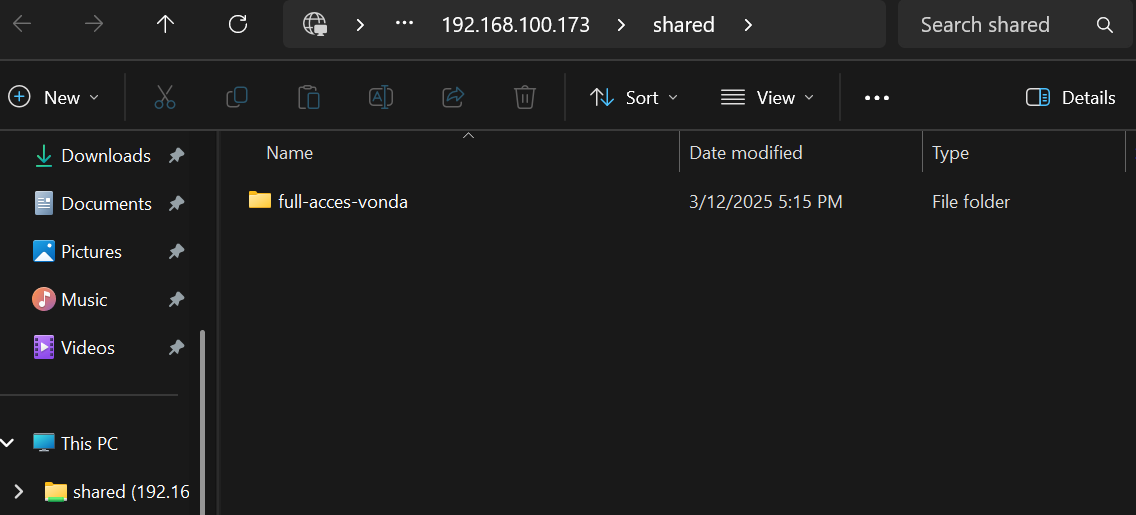 192.168.100.173 shared Search shared
New Sort View Details
Downloads
Documents
Pictures
Music
Videos
This PC
shared (192.16
Name Date modified Type
full-acces-vonda 3/12/2025 5:15 PM File folder